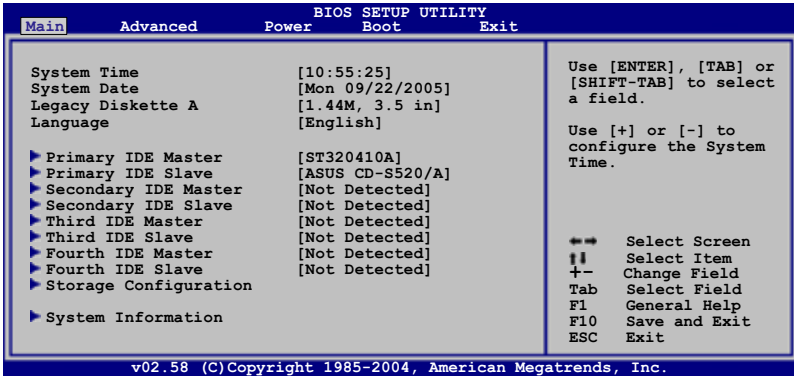 BIOS SETUP UTILITY
Main Advanced Power Boot Exit
System Time [10:55:25]
System Date [Mon 09/22/2005]
Legacy Diskette A [1.44M, 3.5 in]
Language [English]
Primary IDE Master [ST320410A]
Primary IDE Slave [ASUS CD-S520/A]
Secondary IDE Master [Not Detected]
Secondary IDE Slave [Not Detected]
Third IDE Master [Not Detected]
Third IDE Slave [Not Detected]
Fourth IDE Master [Not Detected]
Fourth IDE Slave [Not Detected]
Storage Configuration
System Information
Use [ENTER], [TAB] or
[SHIFT-TAB] to select
a field.
Use [+] or [-] to
configure the System
Time.
←→ Select Screen
↑↓ Select Item
+- Change Field
Tab Select Field
F1 General Help
F10 Save and Exit
ESC Exit
v02.58 (C)Copyright 1985-2004, American Megatrends, Inc.